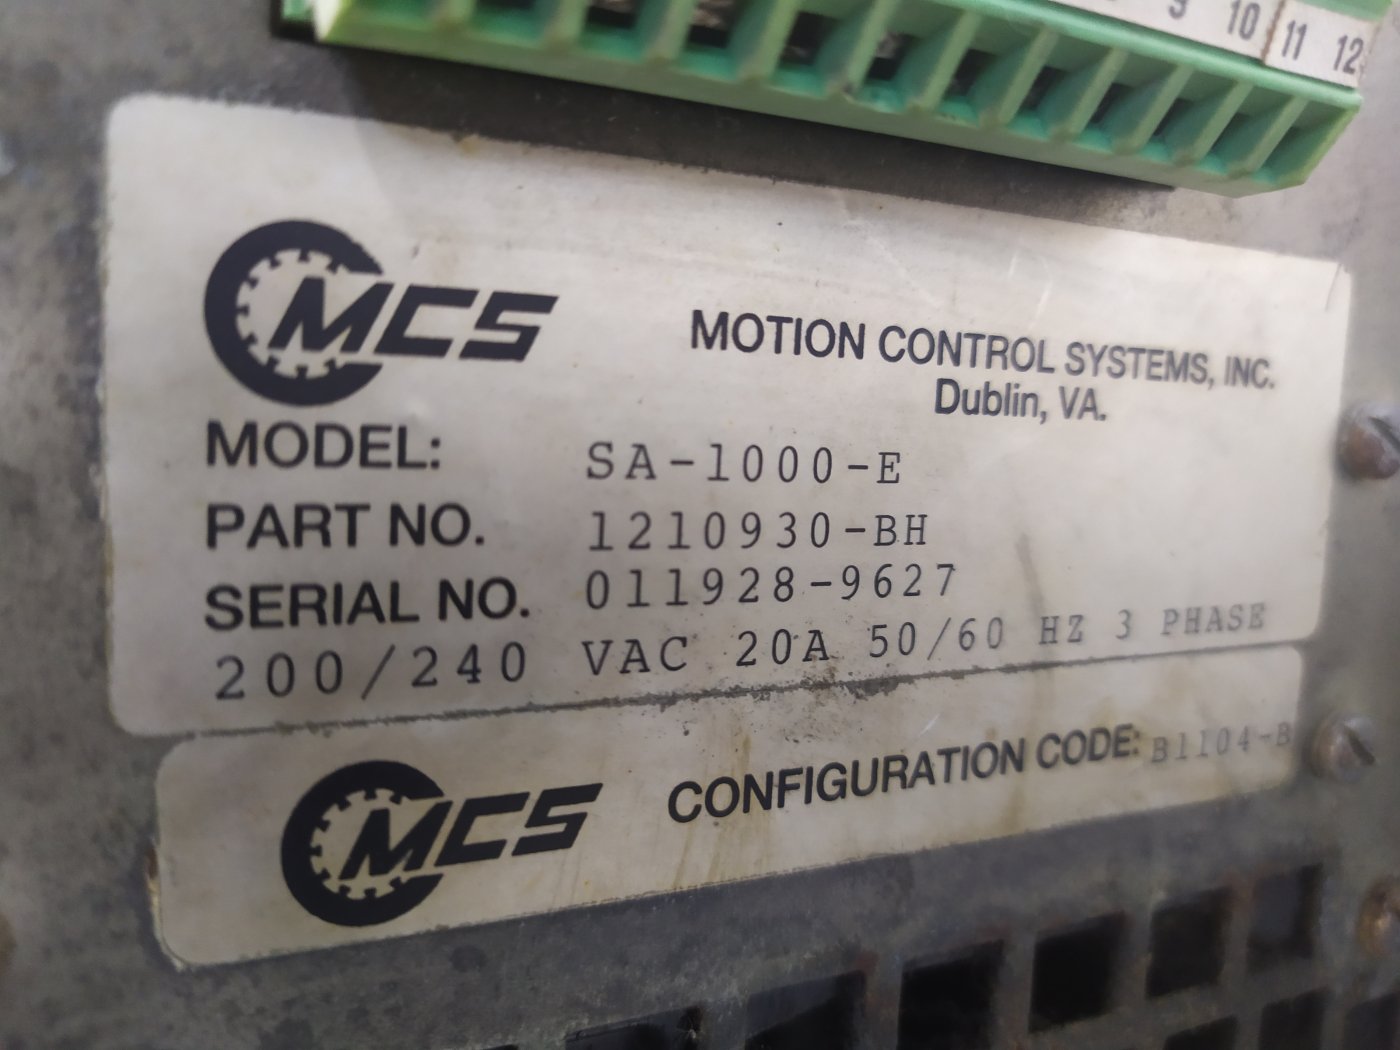 9 10 11 12
MCS
MOTION CONTROL SYSTEMS, INC.
Dublin, VA.
MODEL: SA-1000-E
PART NO. 1210930-BH
SERIAL NO. 011928-9627
200/240 VAC 20A 50/60 HZ 3 PHASE
MCS CONFIGURATION CODE: B1104-B